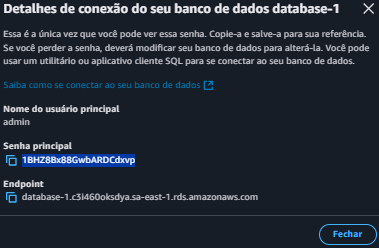 Detalhes de conexão do seu banco de dados database-1
Essa é a única vez que você pode ver essa senha. Copie-a e salve-a para sua referência.
Se você perder a senha, deverá modificar seu banco de dados para alterá-la. Você pode
usar um utilitário ou aplicativo cliente SQL para se conectar ao seu banco de dados.
Saiba como se conectar ao seu banco de dados
Nome do usuário principal
admin
Senha principal
1BHZ8Bx88GwbARDCdxvp
Endpoint
database-1.c3i460oksdya.sa-east-1.rds.amazonaws.com
Fechar